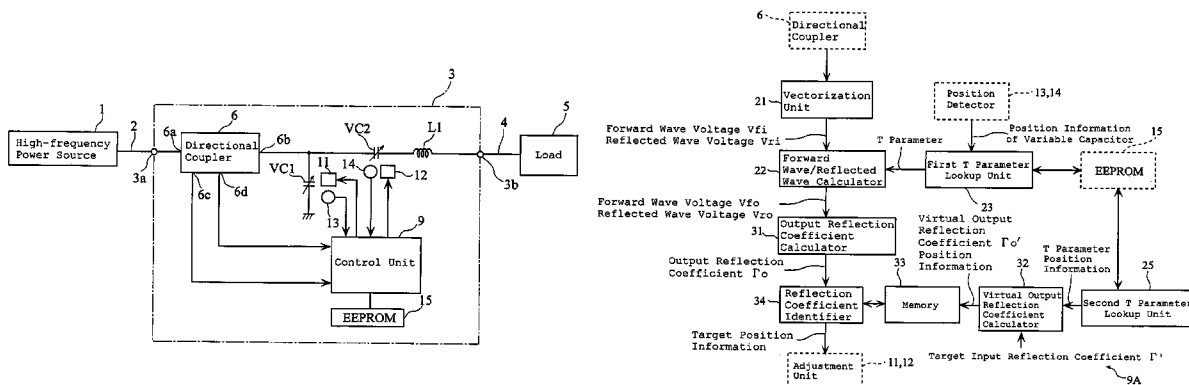 1
High-frequency
Power Source
2
3a
6a
6
Directional
Coupler
6b
6c
6d
VC1
VC2
L1
11
14
12
13
3
3b
4
5
Load
9
Control Unit
15
EEPROM
6
Directional
Coupler
21
Vectorization
Unit
Forward Wave Voltage Vfi
Reflected Wave Voltage Vri
22
Forward
Wave/Reflected
Wave Calculator
T Parameter
Position
Detector
13,14
Position Information
of Variable Capacitor
First T Parameter
Lookup Unit
23
15
EEPROM
Forward Wave Voltage Vfo
Reflected Wave Voltage Vro
31
Output Reflection
Coefficient
Calculator
Output Reflection
Coefficient Γo
34
Reflection
Coefficient
Identifier
33
Memory
Virtual Output
Reflection
Coefficient Γo'
Position
Information
32
Virtual Output
Reflection
Coefficient
Calculator
T Parameter
Position
Information
25
Second T Parameter
Lookup Unit
Target Position
Information
Adjustment
Unit
11,12
Target Input Reflection Coefficient Γ'
9A